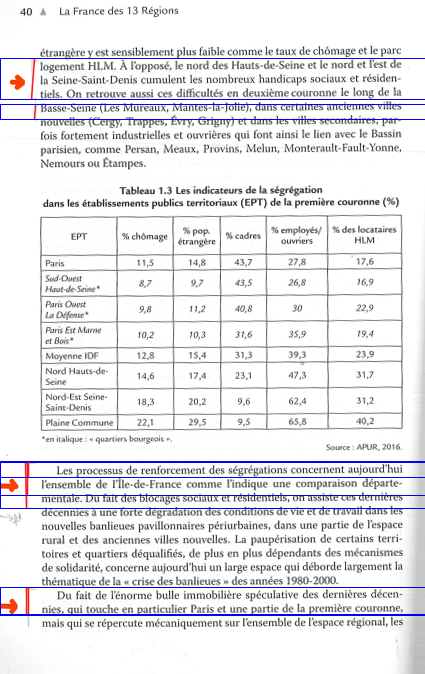 40 ▲ La France des 13 Régions
étrangère y est sensiblement plus faible comme le taux de chômage et le parc
logement HLM. À l'opposé, le nord des Hauts-de-Seine et le nord et l'est de
la Seine-Saint-Denis cumulent les nombreux handicaps sociaux et résiden-
tiels. On retrouve aussi ces difficultés en deuxième couronne le long de la
Basse-Seine (Les Mureaux, Mantes-la-Jolie), dans certaines anciennes villes
nouvelles (Cergy, Trappes, Évry, Grigny) et dans les villes secondaires, par-
fois fortement industrielles et ouvrières qui font ainsi le lien avec le Bassin
parisien, comme Persan, Meaux, Provins, Melun, Monterault-Fault-Yonne,
Nemours ou Étampes.
Tableau 1.3 Les indicateurs de la ségrégation
dans les établissements publics territoriaux (EPT) de la première couronne (%)
EPT % chômage % pop. étrangère % cadres % employés/ ouvriers % des locataires HLM
Paris 11,5 14,8 43,7 27,8 17,6
Sud-Ouest Haut-de-Seine* 8,7 9,7 43,5 26,8 16,9
Paris Ouest La Défense* 9,8 11,2 40,8 30 22,9
Paris Est Marne et Bois* 10,2 10,3 31,6 35,9 19,4
Moyenne IDF 12,8 15,4 31,3 39,3 23,9
Nord Hauts-de-Seine 14,6 17,4 23,1 47,3 31,7
Nord-Est Seine-Saint-Denis 18,3 20,2 9,6 62,4 31,2
Plaine Commune 22,1 29,5 9,5 65,8 40,2
*en italique : « quartiers bourgeois ».
Source : APUR, 2016.
Les processus de renforcement des ségrégations concernent aujourd'hui
l'ensemble de l'Île-de-France comme l'indique une comparaison départe-
mentale. Du fait des blocages sociaux et résidentiels, on assiste ces dernières
décennies à une forte dégradation des conditions de vie et de travail dans les
nouvelles banlieues pavillonnaires périurbaines, dans une partie de l'espace
rural et des anciennes villes nouvelles. La paupérisation de certains terri-
toires et quartiers déqualifiés, de plus en plus dépendants des mécanismes
de solidarité, concerne aujourd'hui un large espace qui déborde largement la
thématique de la « crise des banlieues » des années 1980-2000.
Du fait de l'énorme bulle immobilière spéculative des dernières décen-
nies, qui touche en particulier Paris et une partie de la première couronne,
mais qui se répercute mécaniquement sur l'ensemble de l'espace régional, les